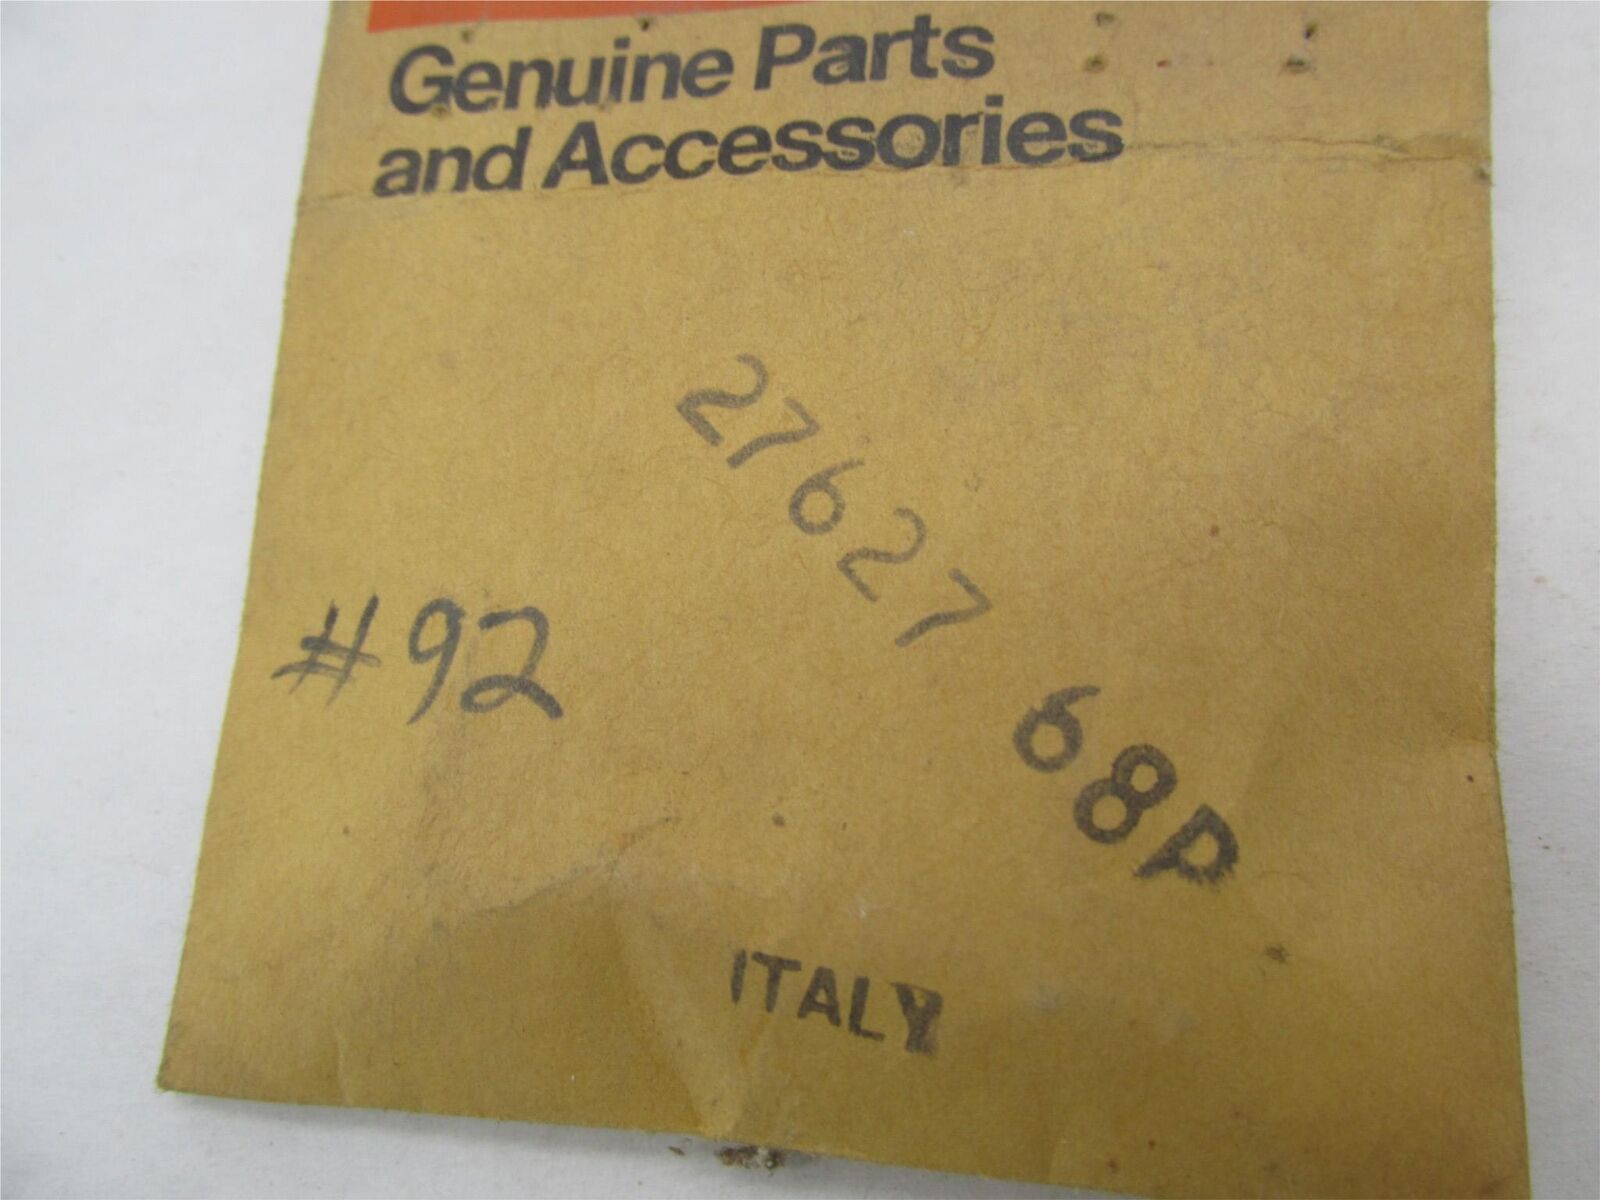 Genuine Parts
and Accessories
27627 68P
#92
ITALY